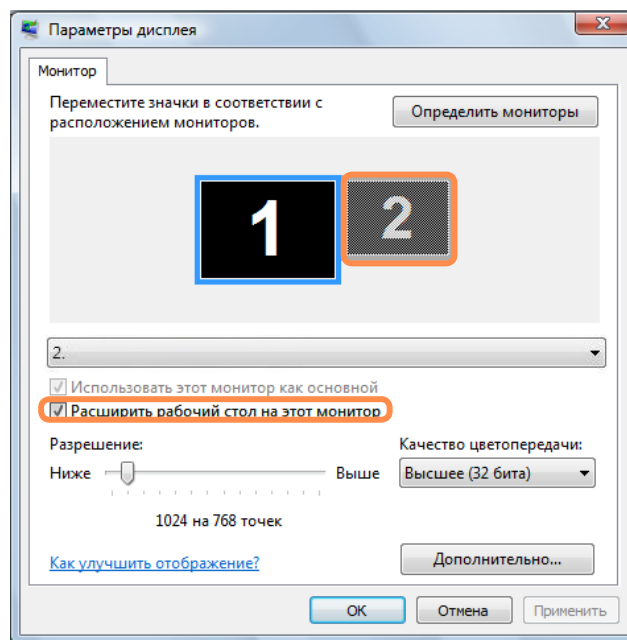 Параметры дисплея
Монитор
Переместите значки в соответствии с
расположением мониторов.
Определить мониторы
1
2
2.
Использовать этот монитор как основной
Расширить рабочий стол на этот монитор
Разрешение:
Качество цветопередачи:
Ниже
Выше
Высшее (32 бита)
1024 на 768 точек
Как улучшить отображение?
Дополнительно...
OK
Отмена
Применить